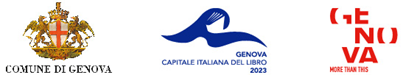 COMUNE DI GENOVA
GENOVA
CAPITALE ITALIANA DEL LIBRO
2023
GE
NO
VA
MORE THAN THIS